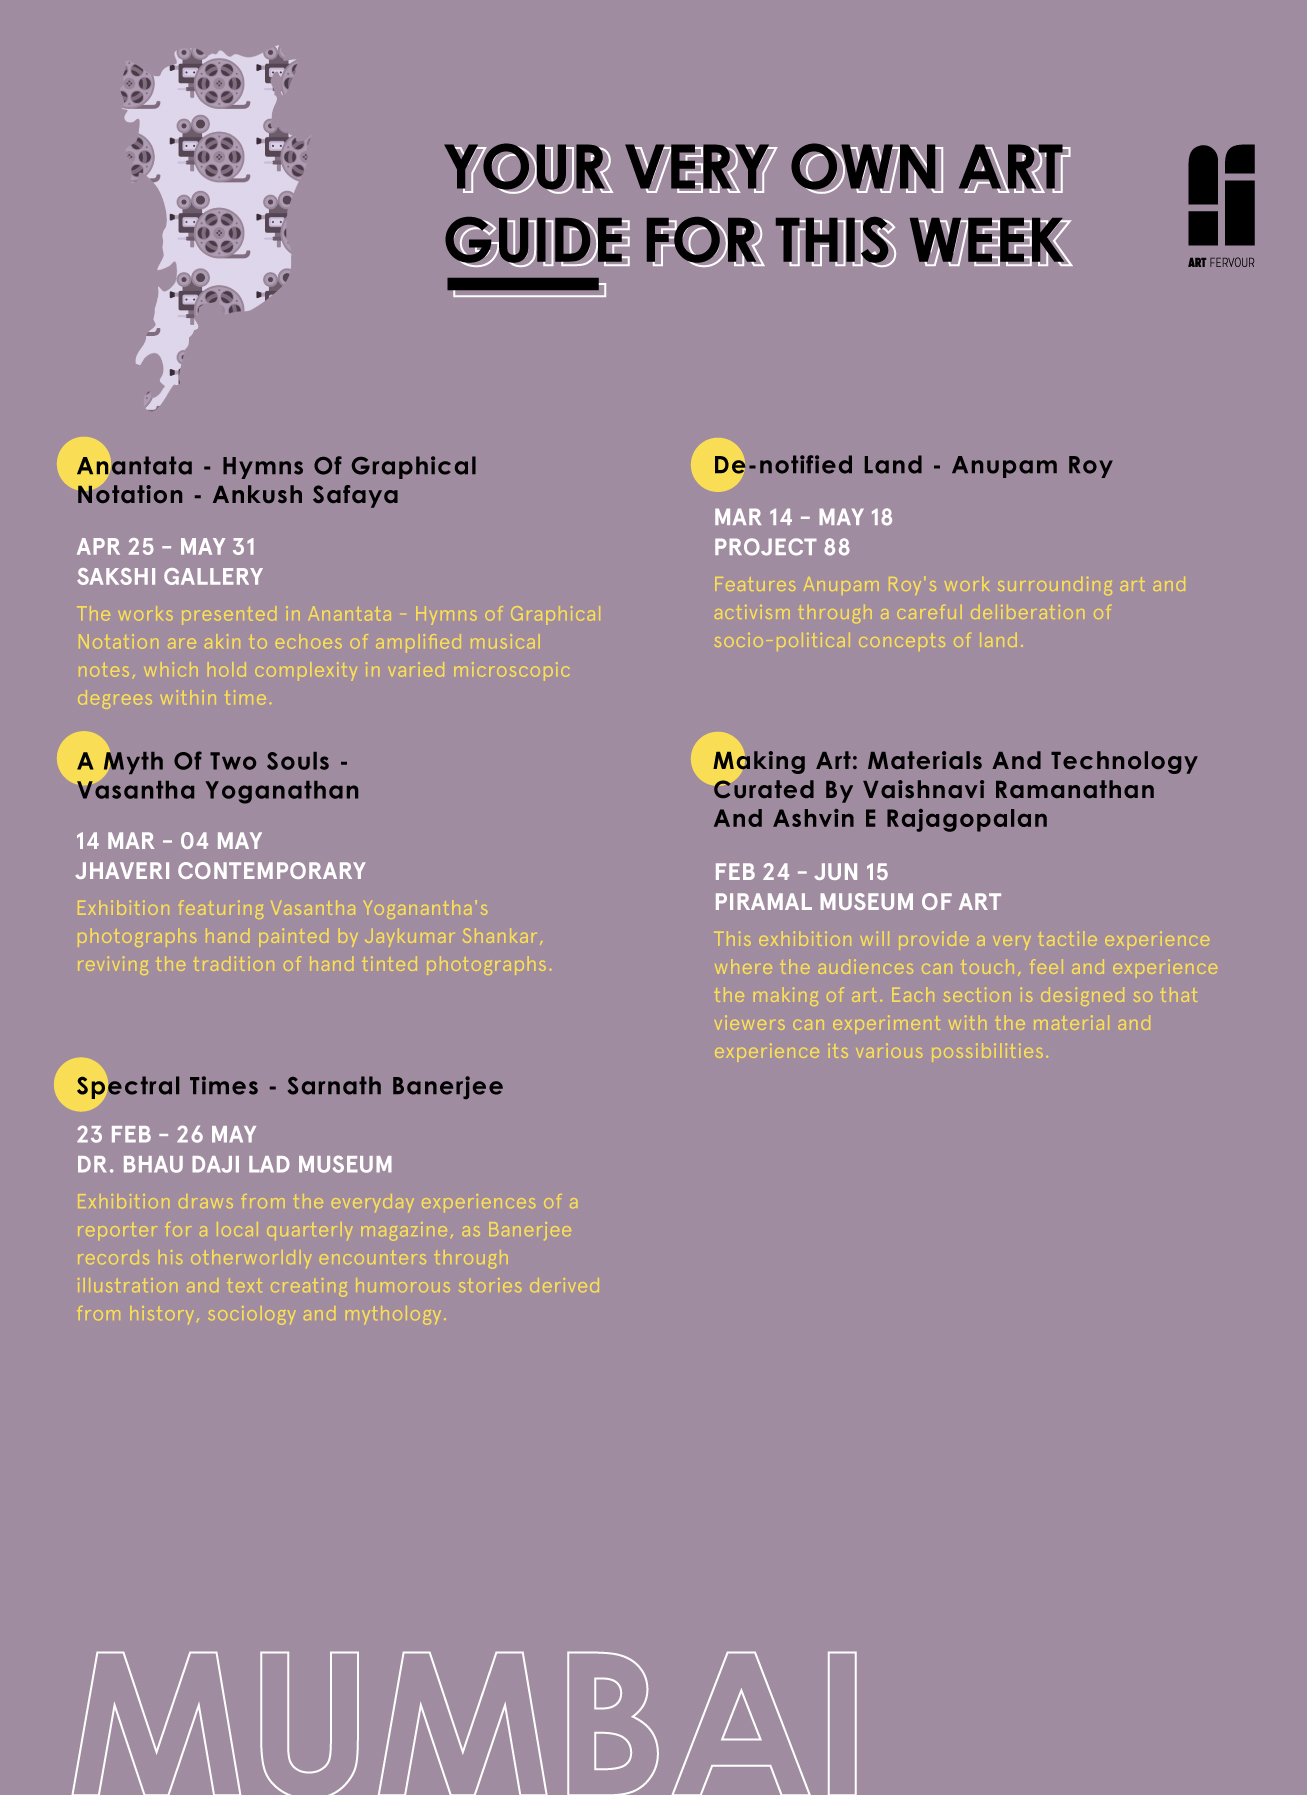 YOUR VERY OWN ART
GUIDE FOR THIS WEEK
ART FERVOUR
Anantata - Hymns Of Graphical
Notation - Ankush Safaya
APR 25 – MAY 31
SAKSHI GALLERY
The works presented in Anantata – Hymns of Graphical
Notation are akin to echoes of amplified musical
notes, which hold complexity in varied microscopic
degrees within time.
De-notified Land - Anupam Roy
MAR 14 – MAY 18
PROJECT 88
Features Anupam Roy's work surrounding art and
activism through a careful deliberation of
socio-political concepts of land.
A Myth Of Two Souls -
Vasantha Yoganathan
14 MAR – 04 MAY
JHAVERI CONTEMPORARY
Exhibition featuring Vasantha Yoganantha's
photographs hand painted by Jaykumar Shankar,
reviving the tradition of hand tinted photographs.
Making Art: Materials And Technology
Curated By Vaishnavi Ramanathan
And Ashvin E Rajagopalan
FEB 24 – JUN 15
PIRAMAL MUSEUM OF ART
This exhibition will provide a very tactile experience
where the audiences can touch, feel and experience
the making of art. Each section is designed so that
viewers can experiment with the material and
experience its various possibilities.
Spectral Times - Sarnath Banerjee
23 FEB – 26 MAY
DR. BHAU DAJI LAD MUSEUM
Exhibition draws from the everyday experiences of a
reporter for a local quarterly magazine, as Banerjee
records his otherworldly encounters through
illustration and text creating humorous stories derived
from history, sociology and mythology.
MUMBAI